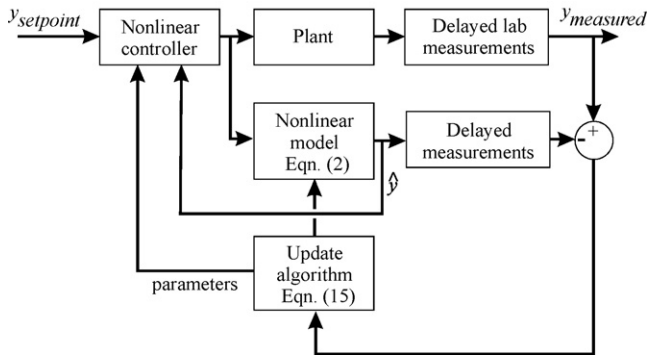 y_setpoint
Nonlinear
controller
Plant
Delayed lab
measurements
y_measured
Nonlinear
model
Eqn. (2)
Delayed
measurements
- +
ŷ
Update
algorithm
Eqn. (15)
parameters